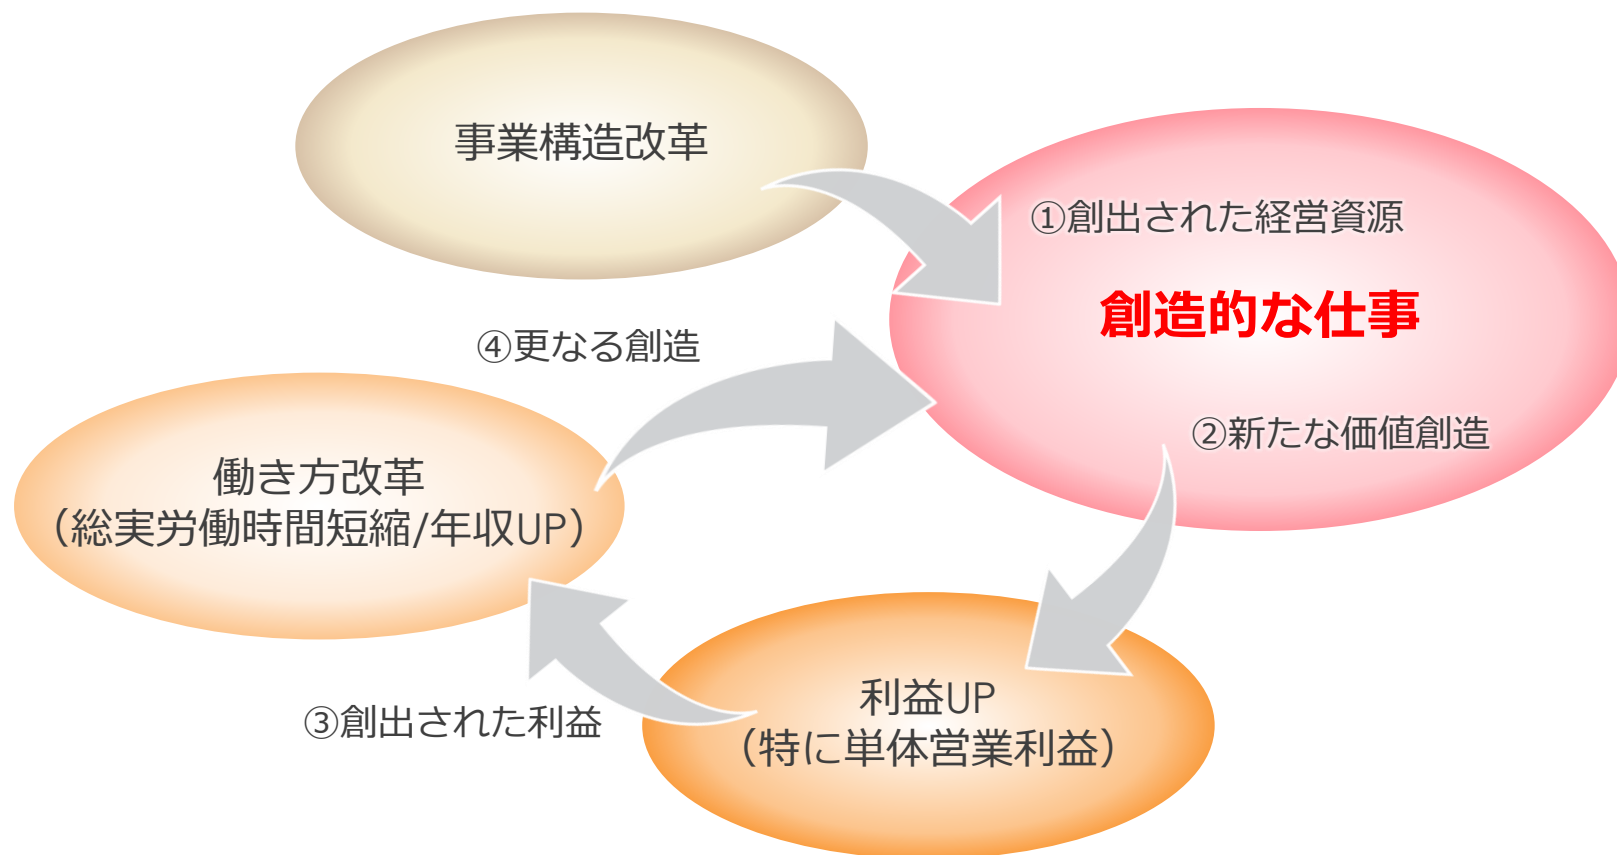 事業構造改革
①創出された経営資源
創造的な仕事
④更なる創造
②新たな価値創造
働き方改革
（総実労働時間短縮/年収UP）
利益UP
（特に単体営業利益）
③創出された利益